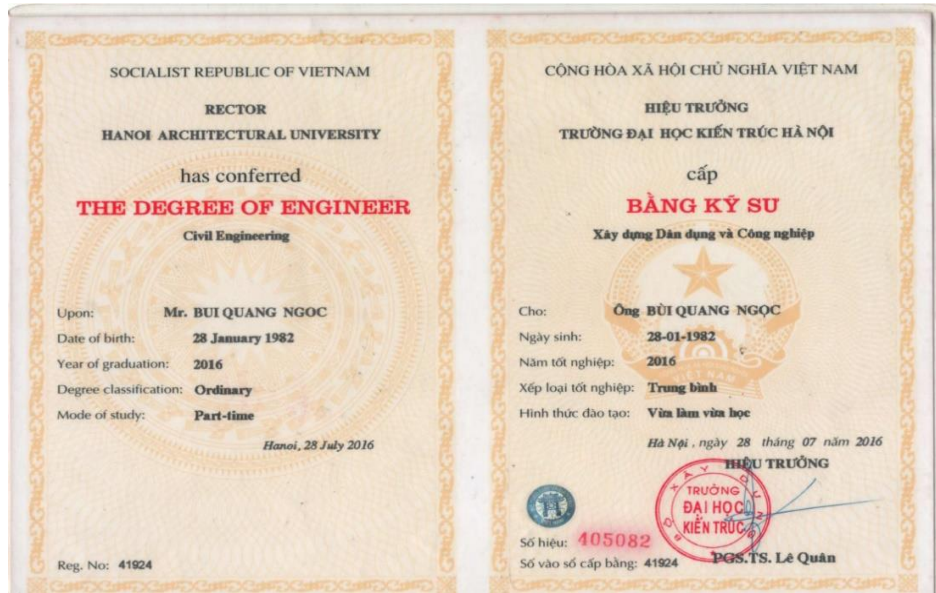 SOCIALIST REPUBLIC OF VIETNAM
RECTOR
HANOI ARCHITECTURAL UNIVERSITY
has conferred
THE DEGREE OF ENGINEER
Civil Engineering
Upon: Mr. BUI QUANG NGOC
Date of birth: 28 January 1982
Year of graduation: 2016
Degree classification: Ordinary
Mode of study: Part-time
Hanoi, 28 July 2016
Reg. No: 41924
CỘNG HÒA XÃ HỘI CHỦ NGHĨA VIỆT NAM
HIỆU TRƯỞNG
TRƯỜNG ĐẠI HỌC KIẾN TRÚC HÀ NỘI
cấp
BẰNG KỸ SƯ
Xây dựng Dân dụng và Công nghiệp
Cho: Ông BÙI QUANG NGỌC
Ngày sinh: 28-01-1982
Năm tốt nghiệp: 2016
Xếp loại tốt nghiệp: Trung bình
Hình thức đào tạo: Vừa làm vừa học
Hà Nội, ngày 28 tháng 07 năm 2016
HIỆU TRƯỞNG
BỘ XÂY DỰNG
TRƯỜNG
ĐẠI HỌC
KIẾN TRÚC
Số hiệu: 405082
PGS.TS. Lê Quân
Số vào sổ cấp bằng: 41924
VIỆT NAM